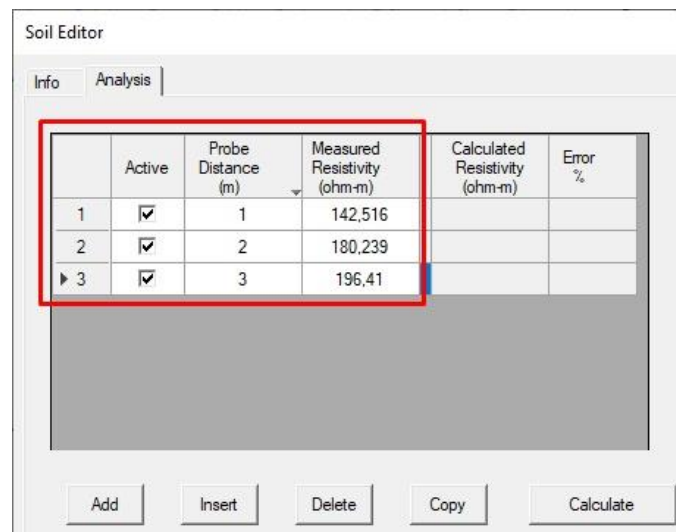 Soil Editor
Info Analysis
Active Probe Distance (m) Measured Resistivity (ohm-m) Calculated Resistivity (ohm-m) Error %
1 1 142,516
2 2 180,239
3 3 196,41
Add Insert Delete Copy Calculate